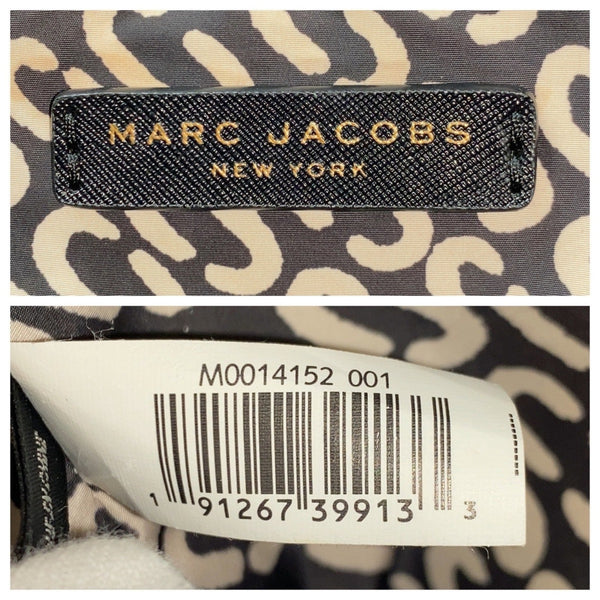 MARC JACOBS
NEW YORK
M0014152 001
1 91267 39913 3